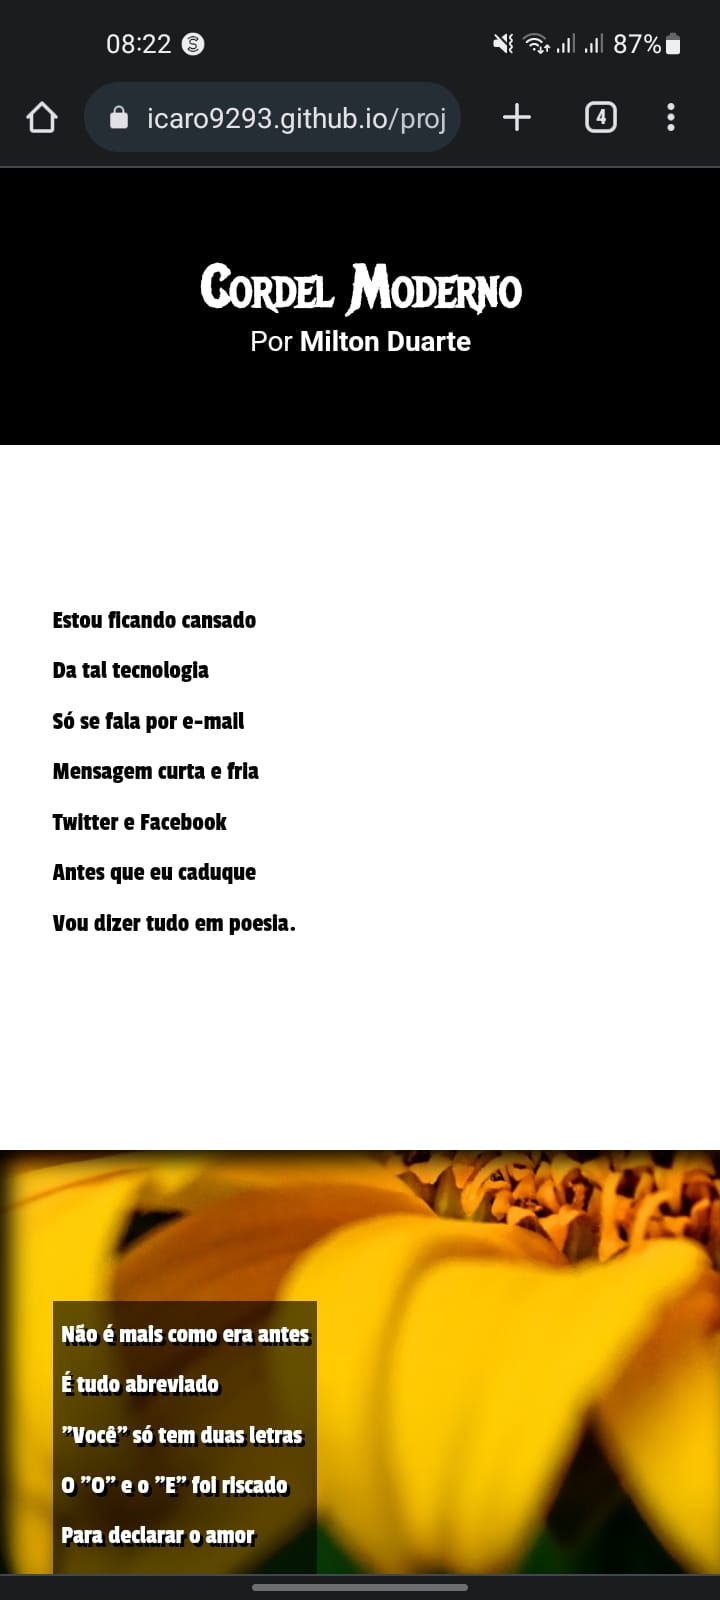 08:22
87%
icaro9293.github.io/proj
4
Cordel Moderno
Por Milton Duarte
Estou ficando cansado
Da tal tecnologia
Só se fala por e-mail
Mensagem curta e fria
Twitter e Facebook
Antes que eu caduque
Vou dizer tudo em poesia.
Não é mais como era antes
É tudo abreviado
”Você” só tem duas letras
O ”O” e o ”E” foi riscado
Para declarar o amor